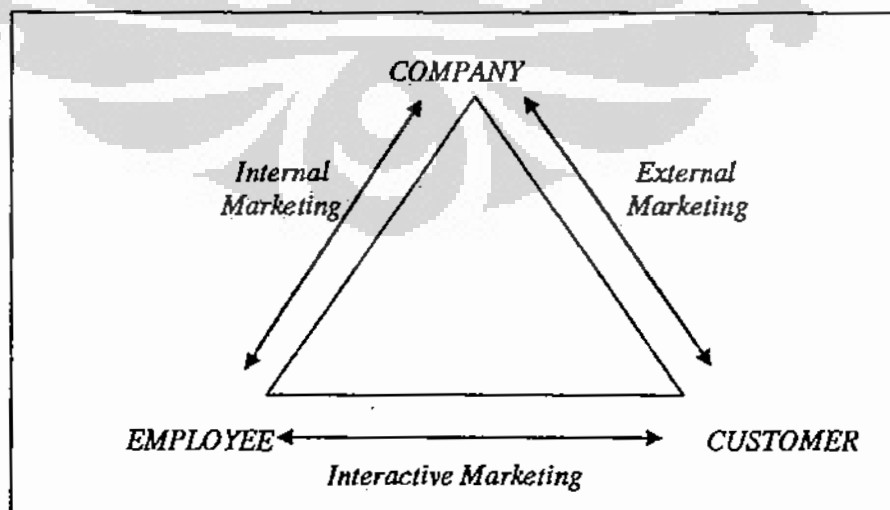 COMPANY
Internal
Marketing
External
Marketing
EMPLOYEE
CUSTOMER
Interactive Marketing